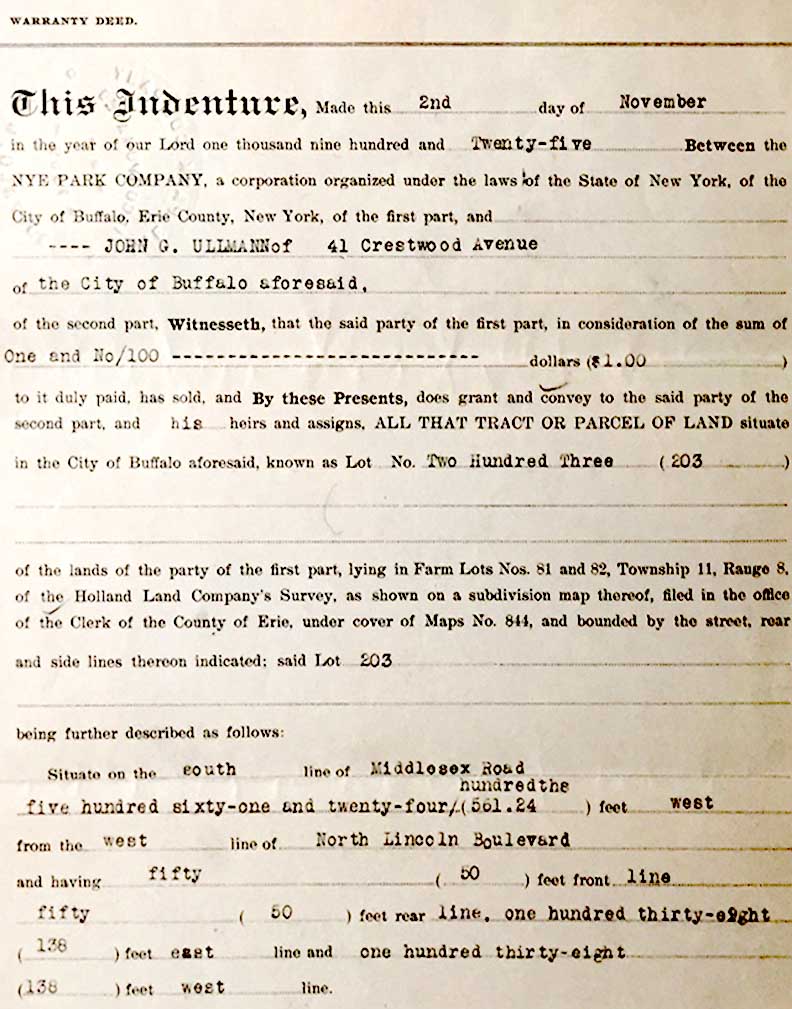 WARRANTY DEED.
This Indenture, Made this 2nd day of November
in the year of our Lord one thousand nine hundred and Twenty-five Between the
NYE PARK COMPANY, a corporation organized under the laws of the State of New York, of the
City of Buffalo, Erie County, New York, of the first part, and
---- JOHN G. ULLMANNof 41 Crestwood Avenue
of the City of Buffalo aforesaid,
of the second part, Witnesseth, that the said party of the first part, in consideration of the sum of
One and No/100 ---------------------------- dollars ($1.00 )
to it duly paid, has sold, and By these Presents, does grant and convey to the said party of the
second part, and his heirs and assigns, ALL THAT TRACT OR PARCEL OF LAND situate
in the City of Buffalo aforesaid, known as Lot No. Two Hundred Three (203 )
of the lands of the party of the first part, lying in Farm Lots Nos. 81 and 82, Township 11, Range 8,
of the Holland Land Company's Survey, as shown on a subdivision map thereof, filed in the office
of the Clerk of the County of Erie, under cover of Maps No. 844, and bounded by the street, rear
and side lines thereon indicated; said Lot 203
being further described as follows:
Situate on the south line of Middlesex Road
hundredths
five hundred sixty-one and twenty-four/(561.24 ) feet west
from the west line of North Lincoln Boulevard
and having fifty ( 50 ) feet front line
fifty ( 50 ) feet rear line, one hundred thirty-eight
( 138 ) feet east line and one hundred thirty-eight
(138 ) feet west line.